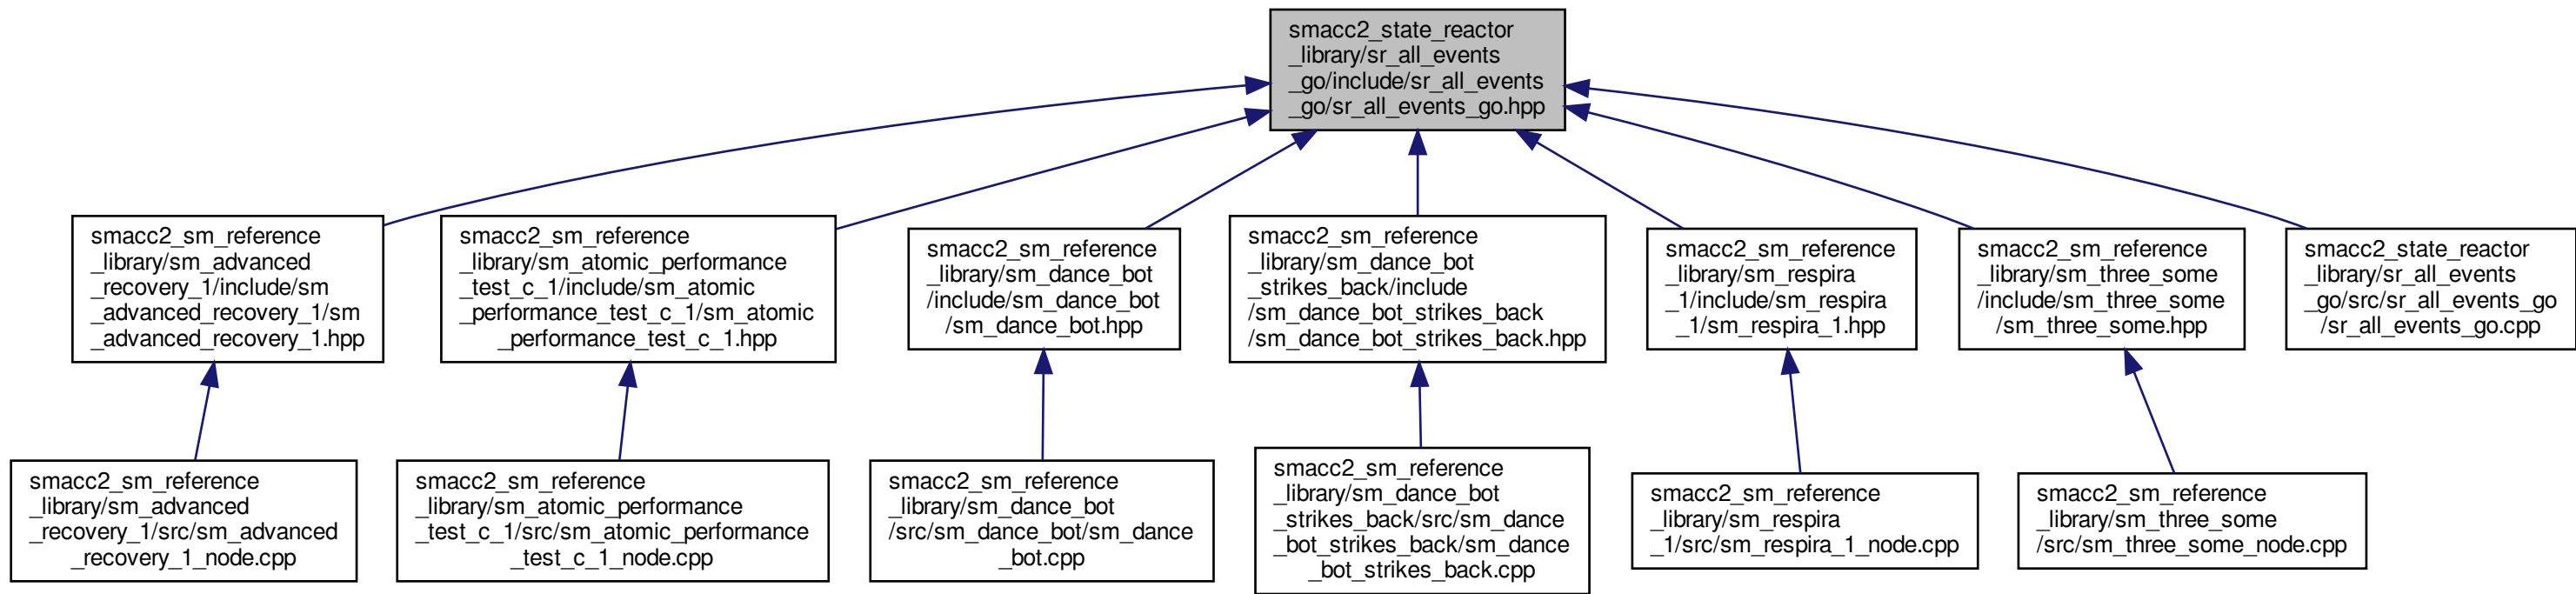 smacc2_state_reactor
_library/sr_all_events
_go/include/sr_all_events
_go/sr_all_events_go.hpp
smacc2_sm_reference
_library/sm_advanced
_recovery_1/include/sm
_advanced_recovery_1/sm
_advanced_recovery_1.hpp
smacc2_sm_reference
_library/sm_atomic_performance
_test_c_1/include/sm_atomic
_performance_test_c_1/sm_atomic
_performance_test_c_1.hpp
smacc2_sm_reference
_library/sm_dance_bot
/include/sm_dance_bot
/sm_dance_bot.hpp
smacc2_sm_reference
_library/sm_dance_bot
_strikes_back/include
/sm_dance_bot_strikes_back
/sm_dance_bot_strikes_back.hpp
smacc2_sm_reference
_library/sm_respira
_1/include/sm_respira
_1/sm_respira_1.hpp
smacc2_sm_reference
_library/sm_three_some
/include/sm_three_some
/sm_three_some.hpp
smacc2_state_reactor
_library/sr_all_events
_go/src/sr_all_events_go
/sr_all_events_go.cpp
smacc2_sm_reference
_library/sm_advanced
_recovery_1/src/sm_advanced
_recovery_1_node.cpp
smacc2_sm_reference
_library/sm_atomic_performance
_test_c_1/src/sm_atomic_performance
_test_c_1_node.cpp
smacc2_sm_reference
_library/sm_dance_bot
/src/sm_dance_bot/sm_dance
_bot.cpp
smacc2_sm_reference
_library/sm_dance_bot
_strikes_back/src/sm_dance
_bot_strikes_back/sm_dance
_bot_strikes_back.cpp
smacc2_sm_reference
_library/sm_respira
_1/src/sm_respira_1_node.cpp
smacc2_sm_reference
_library/sm_three_some
/src/sm_three_some_node.cpp